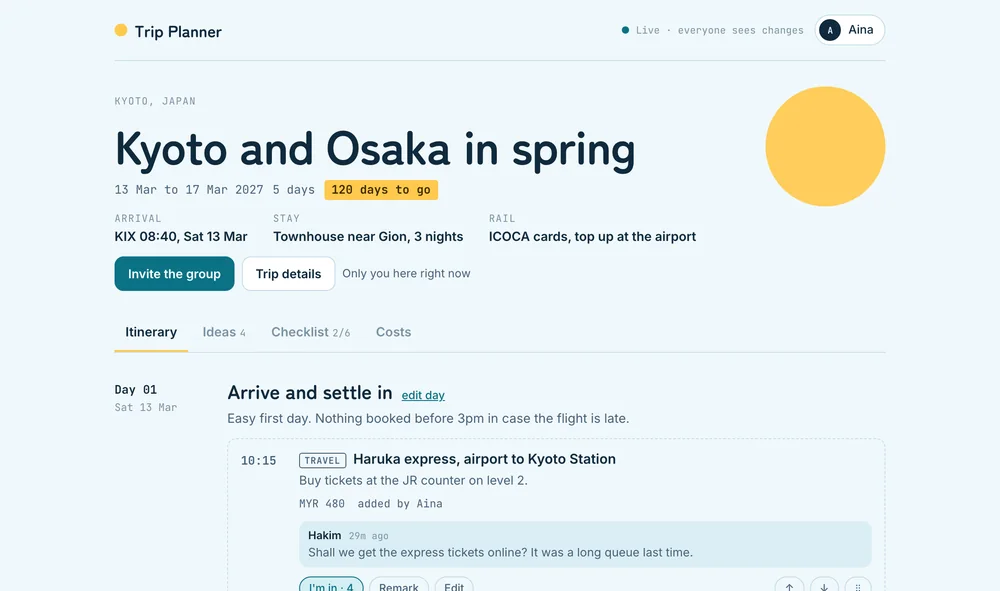 Trip Planner
Live · everyone sees changes
A Aina
KYOTO, JAPAN
Kyoto and Osaka in spring
13 Mar to 17 Mar 2027 5 days 120 days to go
ARRIVAL STAY RAIL
KIX 08:40, Sat 13 Mar Townhouse near Gion, 3 nights ICOCA cards, top up at the airport
Invite the group Trip details Only you here right now
Itinerary Ideas 4 Checklist 2/6 Costs
Day 01 Arrive and settle in edit day
Sat 13 Mar Easy first day. Nothing booked before 3pm in case the flight is late.
10:15 TRAVEL Haruka express, airport to Kyoto Station
Buy tickets at the JR counter on level 2.
MYR 480 added by Aina
Hakim 29m ago
Shall we get the express tickets online? It was a long queue last time.
I'm in · 4 Remark Edit ↑ ↓